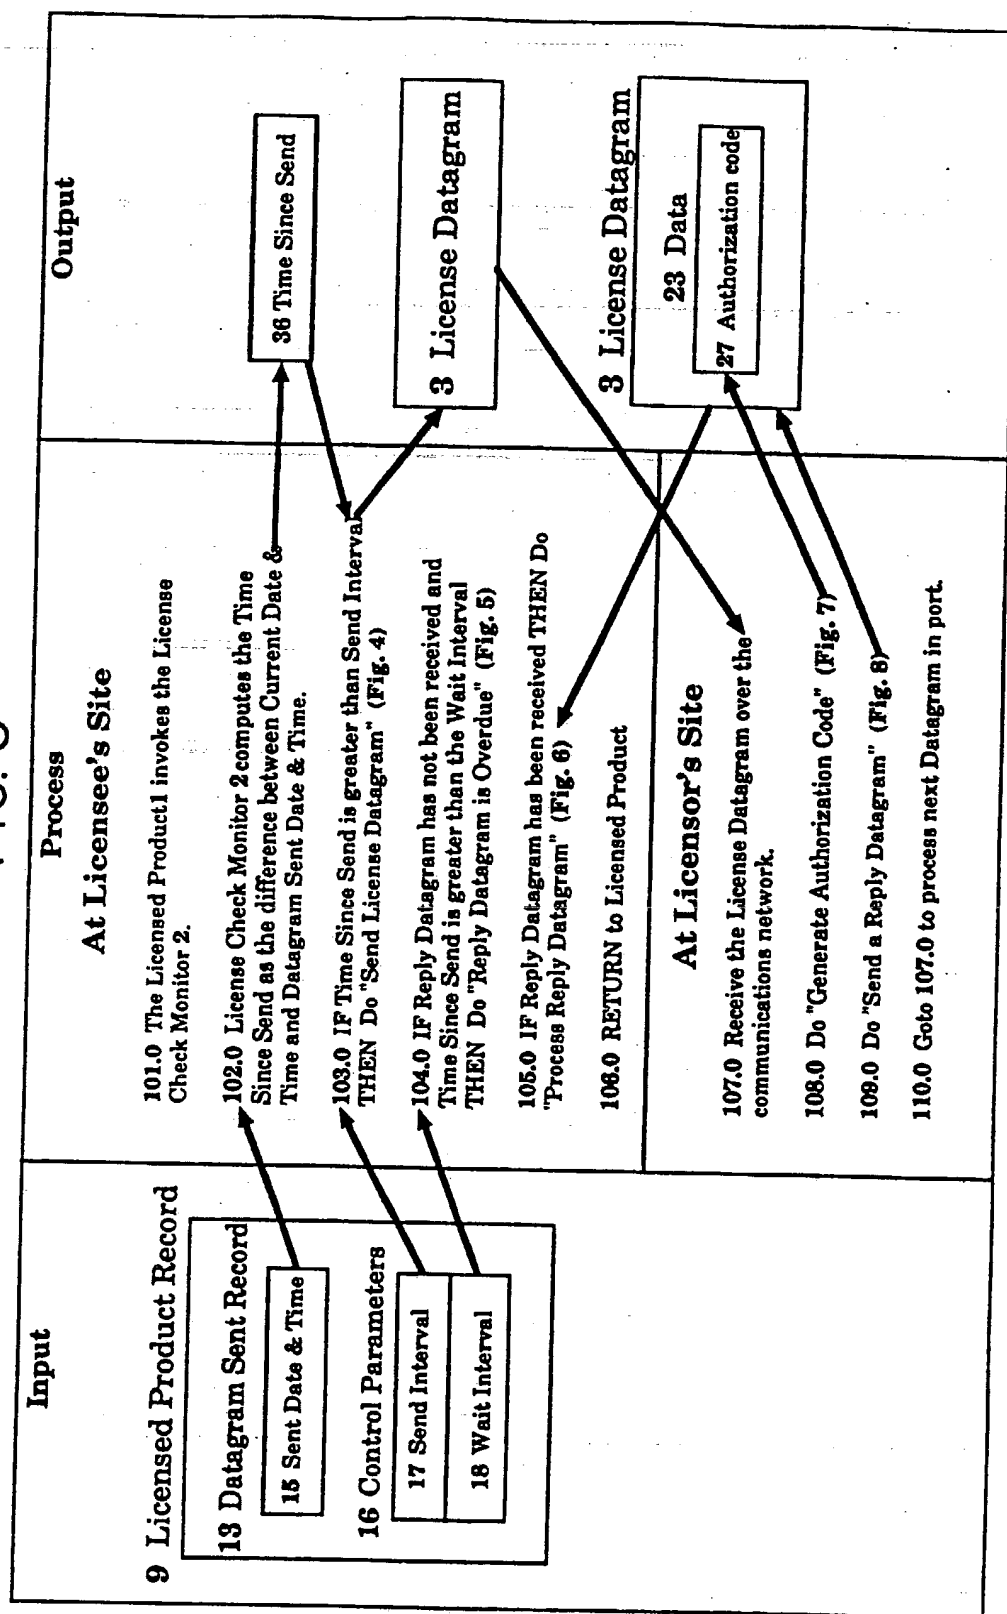 Input
Process
Output
9 Licensed Product Record
13 Datagram Sent Record
15 Sent Date & Time
16 Control Parameters
17 Send Interval
18 Wait Interval
At Licensee's Site
101.0 The Licensed Product1 invokes the License
Check Monitor 2.
102.0 License Check Monitor 2 computes the Time
Since Send as the difference between Current Date &
Time and Datagram Sent Date & Time.
103.0 IF Time Since Send is greater than Send Interval
THEN Do "Send License Datagram" (Fig. 4)
104.0 IF Reply Datagram has not been received and
Time Since Send is greater than the Wait Interval
THEN Do "Reply Datagram is Overdue" (Fig. 5)
105.0 IF Reply Datagram has been received THEN Do
"Process Reply Datagram" (Fig. 6)
106.0 RETURN to Licensed Product
At Licensor's Site
107.0 Receive the License Datagram over the
communications network.
108.0 Do "Generate Authorization Code" (Fig. 7)
109.0 Do "Send a Reply Datagram" (Fig. 8)
110.0 Goto 107.0 to process next Datagram in port.
36 Time Since Send
3 License Datagram
3 License Datagram
23 Data
27 Authorization code